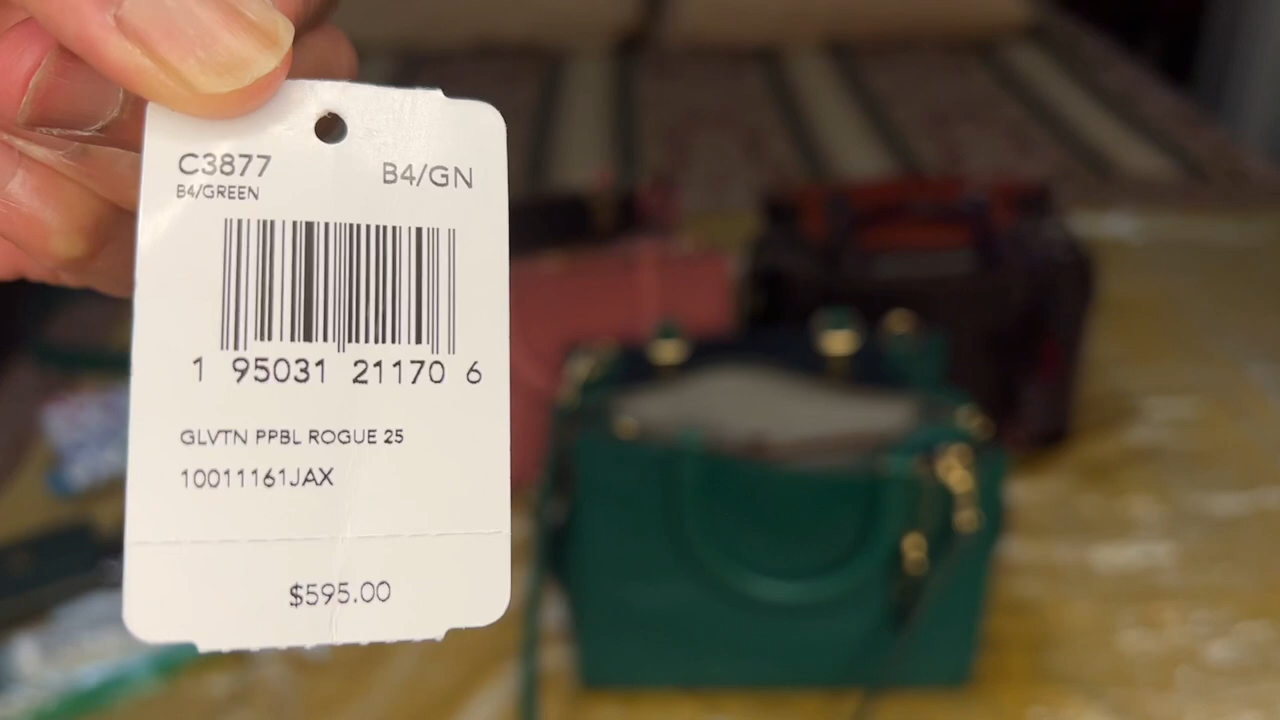 C3877 B4/GN
B4/GREEN
1 95031 21170 6
GLVTN PPBL ROGUE 25
10011161JAX
$595.00